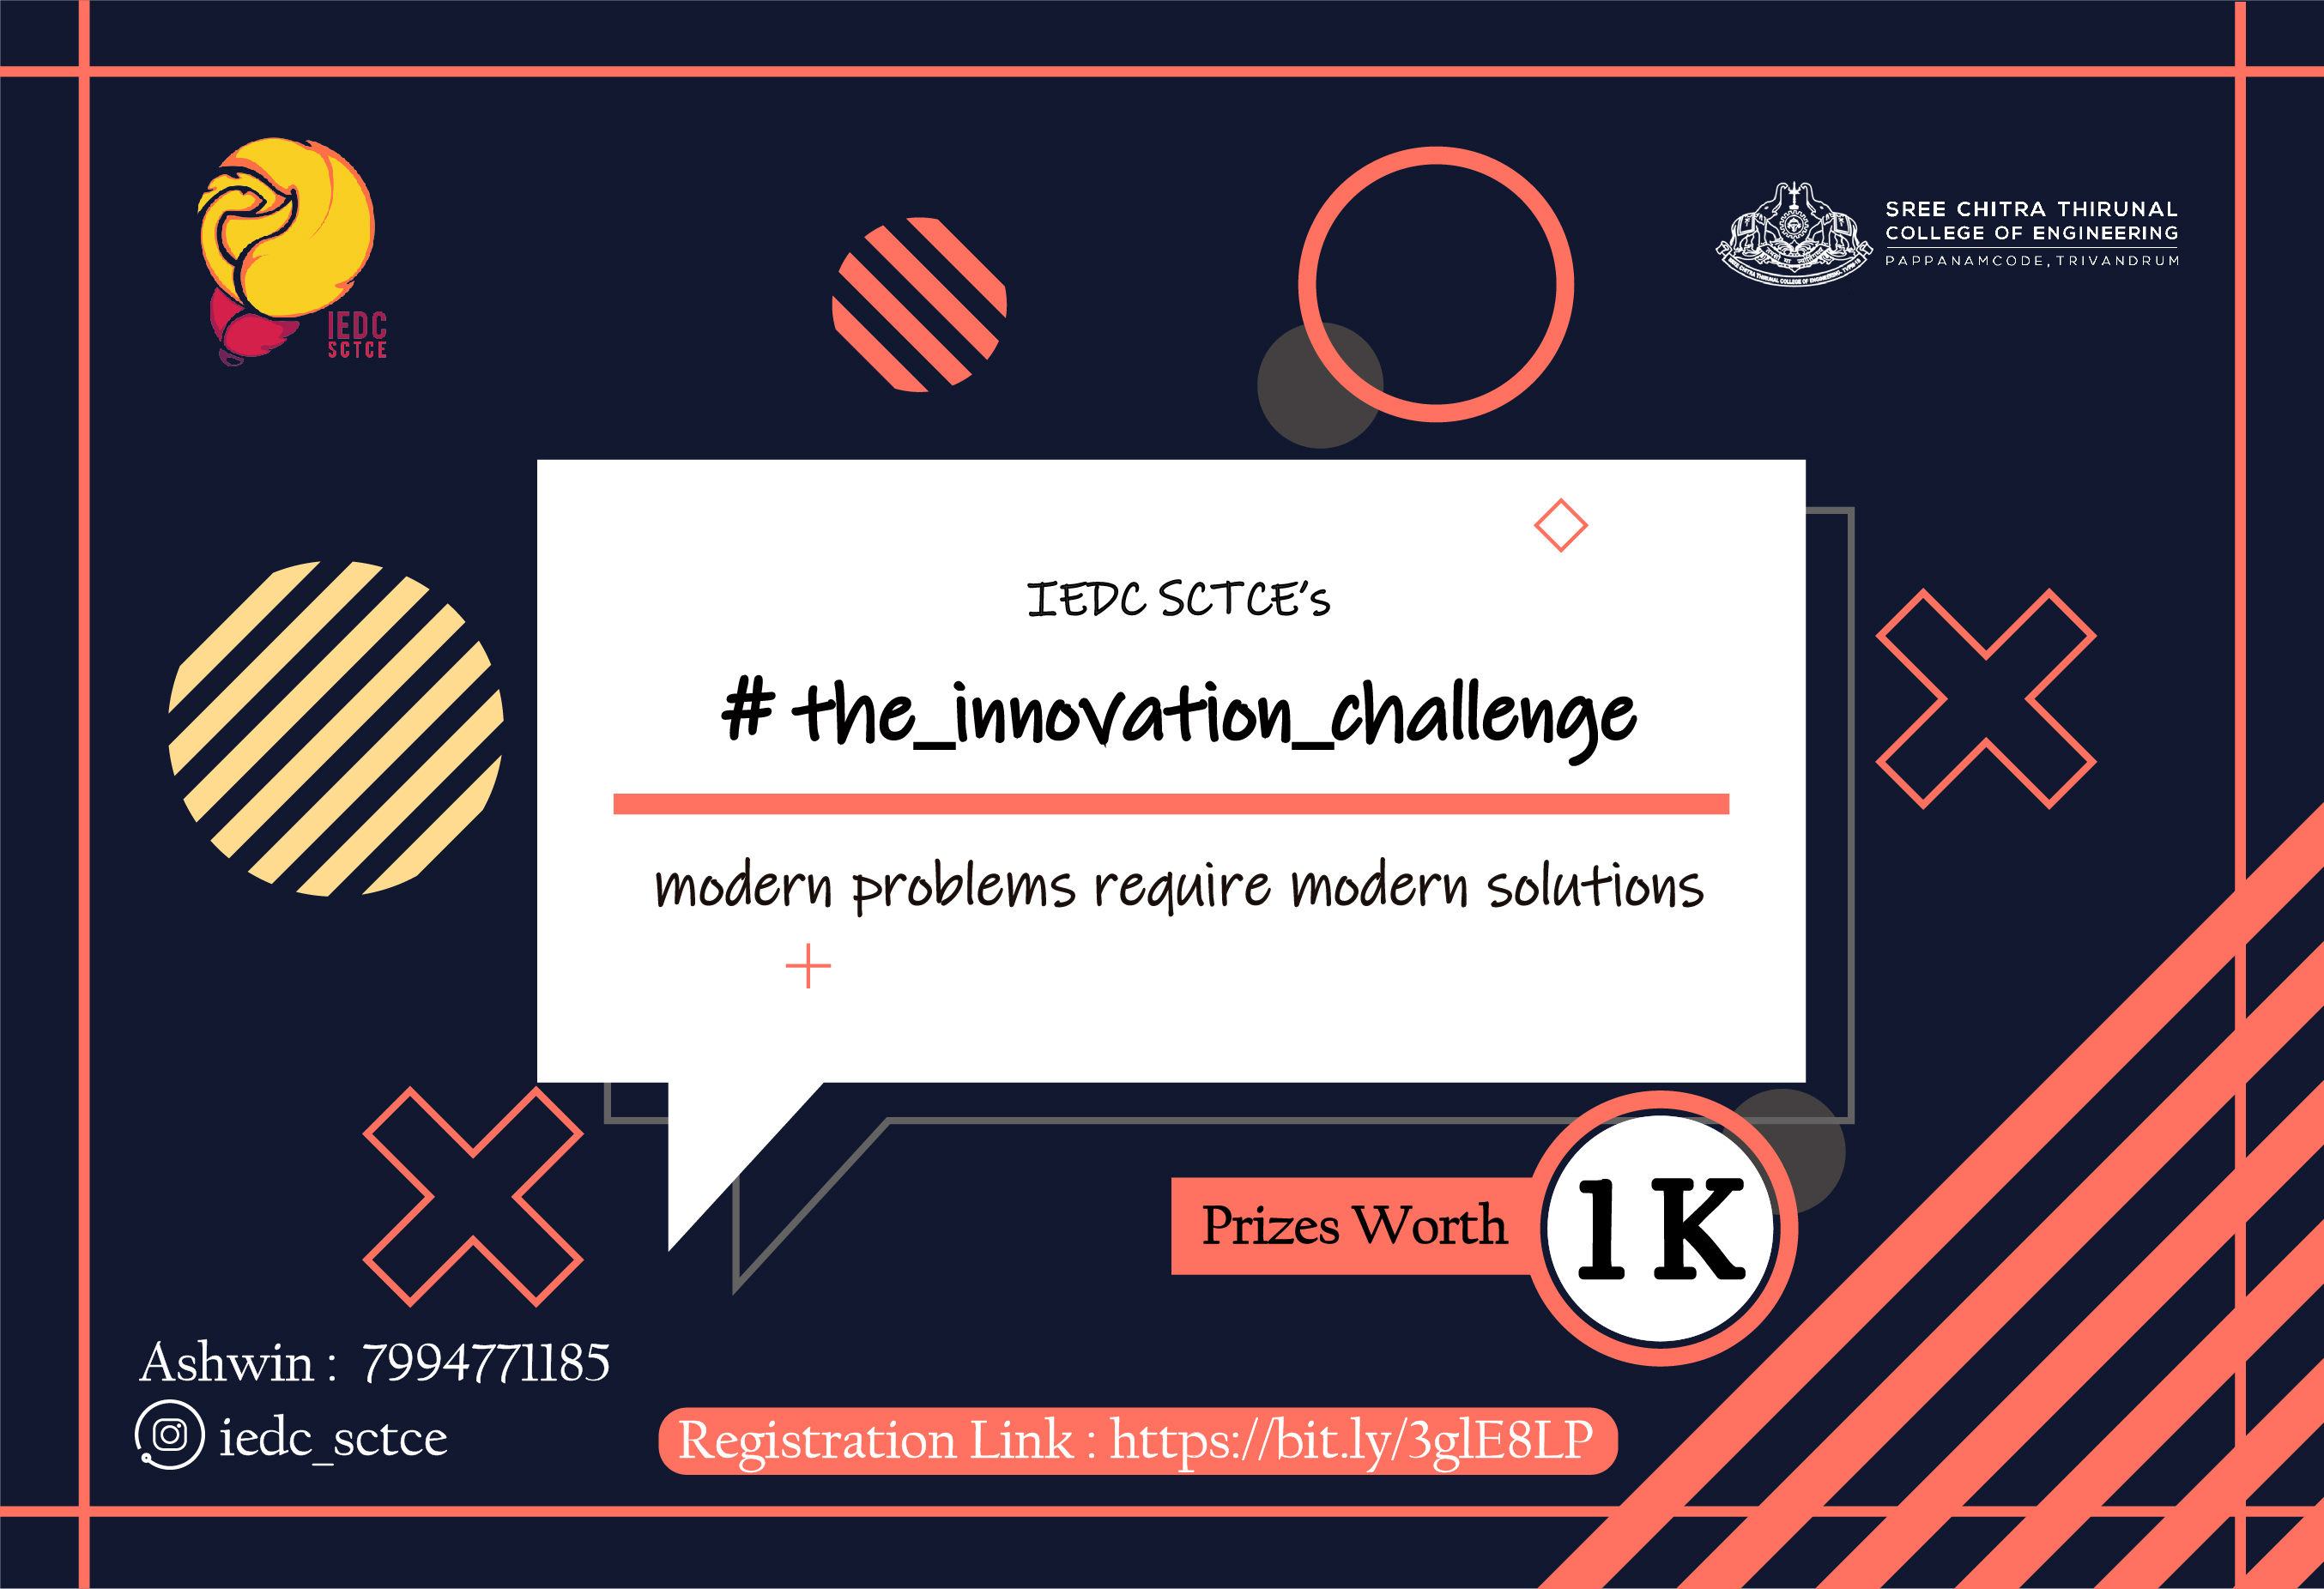 IEDC
SCTCE
SREE CHITRA THIRUNAL
COLLEGE OF ENGINEERING
PAPPANAMCODE, TRIVANDRUM
IEDC SCTCE's
# the_innovation_challenge
modern problems require modern solutions
Prizes Worth
1K
Ashwin : 7994771185
iedc_sctce
Registration Link : https://bit.ly/3glE8LP